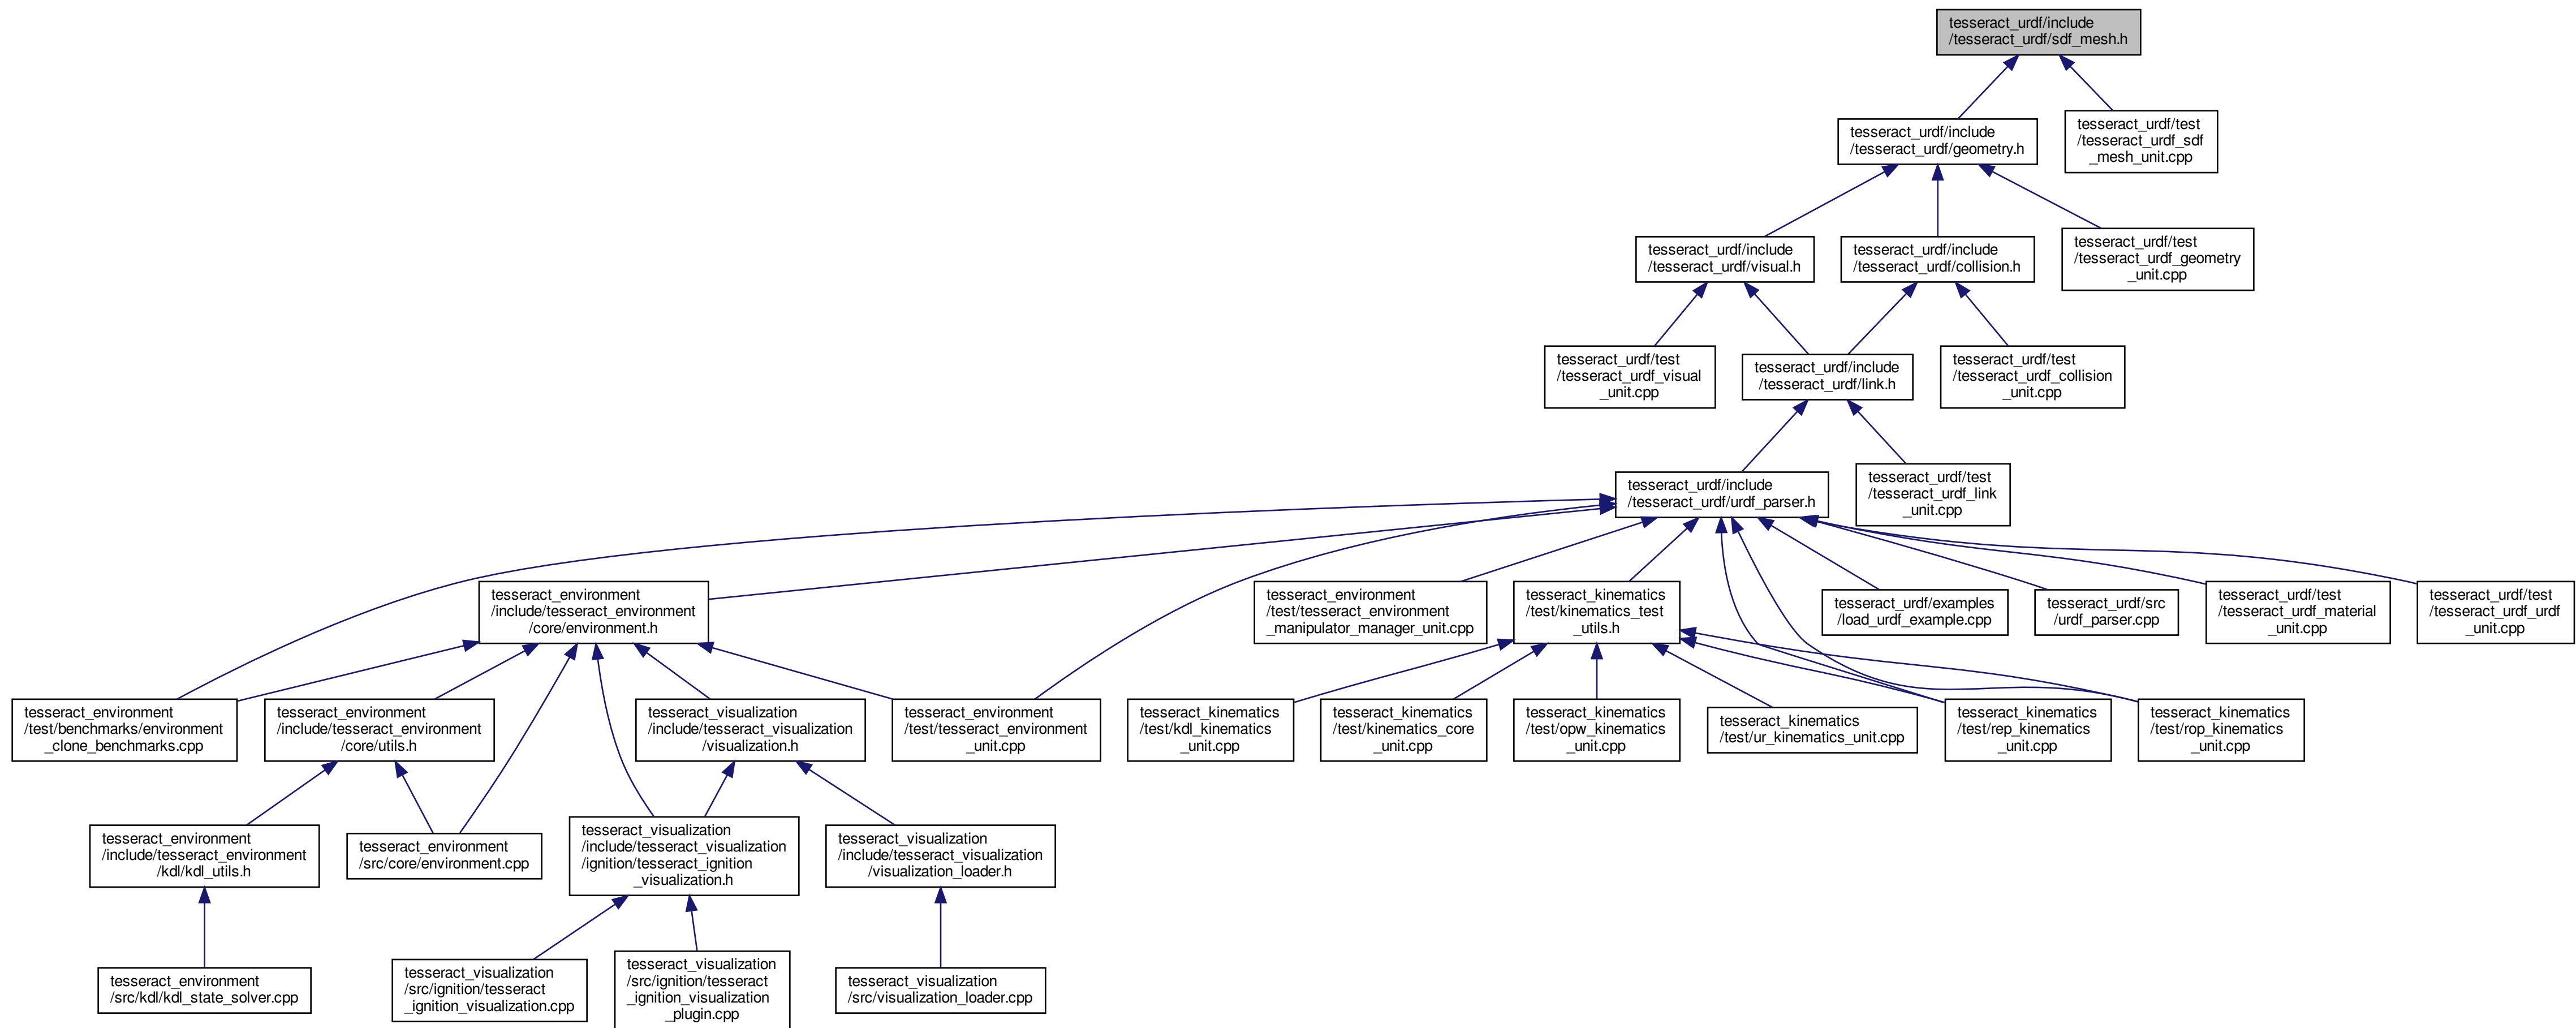 tesseract_urdf/include
/tesseract_urdf/sdf_mesh.h
tesseract_urdf/include
/tesseract_urdf/geometry.h
tesseract_urdf/test
/tesseract_urdf_sdf
_mesh_unit.cpp
tesseract_urdf/include
/tesseract_urdf/visual.h
tesseract_urdf/include
/tesseract_urdf/collision.h
tesseract_urdf/test
/tesseract_urdf_geometry
_unit.cpp
tesseract_urdf/test
/tesseract_urdf_visual
_unit.cpp
tesseract_urdf/include
/tesseract_urdf/link.h
tesseract_urdf/test
/tesseract_urdf_collision
_unit.cpp
tesseract_urdf/include
/tesseract_urdf/urdf_parser.h
tesseract_urdf/test
/tesseract_urdf_link
_unit.cpp
tesseract_environment
/include/tesseract_environment
/core/environment.h
tesseract_environment
/test/tesseract_environment
_manipulator_manager_unit.cpp
tesseract_kinematics
/test/kinematics_test
_utils.h
tesseract_urdf/examples
/load_urdf_example.cpp
tesseract_urdf/src
/urdf_parser.cpp
tesseract_urdf/test
/tesseract_urdf_material
_unit.cpp
tesseract_urdf/test
/tesseract_urdf_urdf
_unit.cpp
tesseract_environment
/test/benchmarks/environment
_clone_benchmarks.cpp
tesseract_environment
/include/tesseract_environment
/core/utils.h
tesseract_visualization
/include/tesseract_visualization
/visualization.h
tesseract_environment
/test/tesseract_environment
_unit.cpp
tesseract_kinematics
/test/kdl_kinematics
_unit.cpp
tesseract_kinematics
/test/kinematics_core
_unit.cpp
tesseract_kinematics
/test/opw_kinematics
_unit.cpp
tesseract_kinematics
/test/ur_kinematics_unit.cpp
tesseract_kinematics
/test/rep_kinematics
_unit.cpp
tesseract_kinematics
/test/rop_kinematics
_unit.cpp
tesseract_environment
/include/tesseract_environment
/kdl/kdl_utils.h
tesseract_environment
/src/core/environment.cpp
tesseract_visualization
/include/tesseract_visualization
/ignition/tesseract_ignition
_visualization.h
tesseract_visualization
/include/tesseract_visualization
/visualization_loader.h
tesseract_environment
/src/kdl/kdl_state_solver.cpp
tesseract_visualization
/src/ignition/tesseract
_ignition_visualization.cpp
tesseract_visualization
/src/ignition/tesseract
_ignition_visualization
_plugin.cpp
tesseract_visualization
/src/visualization_loader.cpp